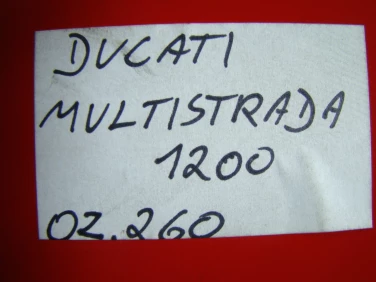 DUCATI
MULTISTRADA
1200
OZ.260